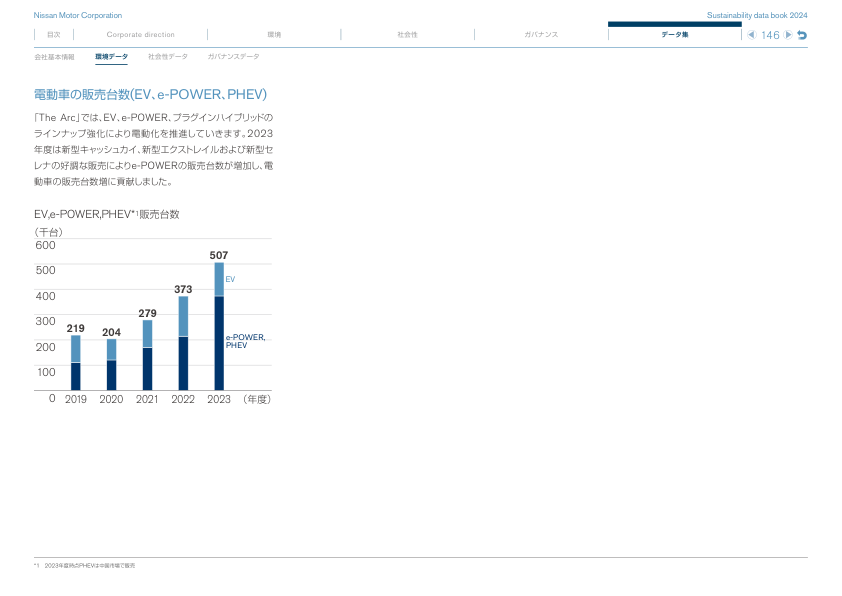 Nissan Motor Corporation
Sustainability data book 2024
目次 Corporate direction 環境 社会性 ガバナンス データ集 146
会社基本情報 環境データ 社会性データ ガバナンスデータ
電動車の販売台数(EV、e-POWER、PHEV)
「The Arc」では、EV、e-POWER、プラグインハイブリッドの
ラインナップ強化により電動化を推進していきます。2023
年度は新型キャッシュカイ、新型エクストレイルおよび新型セ
レナの好調な販売によりe-POWERの販売台数が増加し、電
動車の販売台数増に貢献しました。
EV,e-POWER,PHEV*1販売台数
（千台）
600
500
400
300
200
100
0
219
204
279
373
507
EV
e-POWER,
PHEV
2019 2020 2021 2022 2023 （年度）
*1 2023年度時点PHEVは中国市場で販売